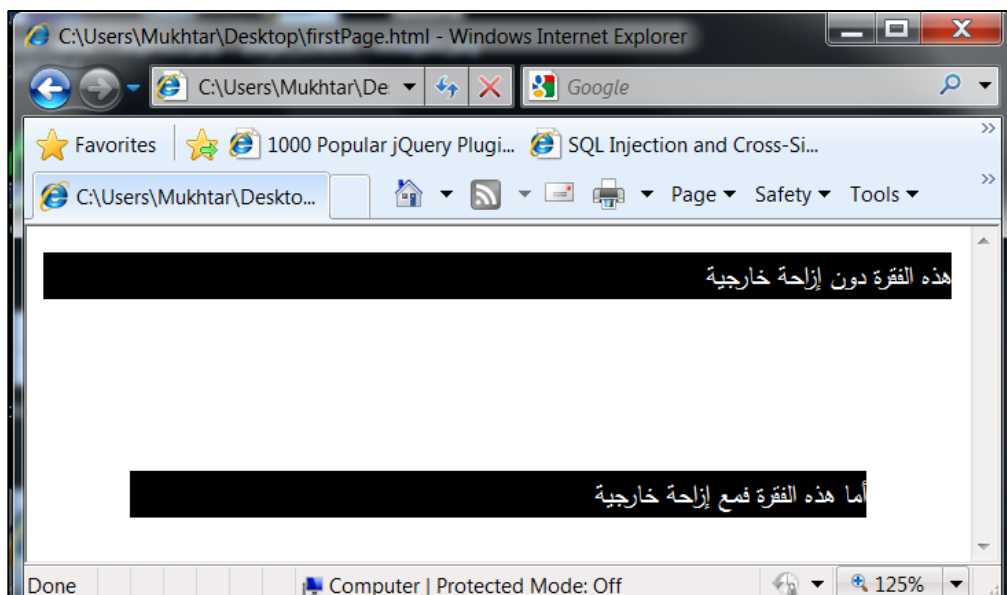 C:\Users\Mukhtar\Desktop\firstPage.html - Windows Internet Explorer
C:\Users\Mukhtar\De
Google
Favorites
1000 Popular jQuery Plugi...
SQL Injection and Cross-Si...
C:\Users\Mukhtar\Deskto...
Page
Safety
Tools
هذه الفقرة دون إزاحة خارجية
أما هذه الفقرة فمع إزاحة خارجية
Done
Computer | Protected Mode: Off
125%